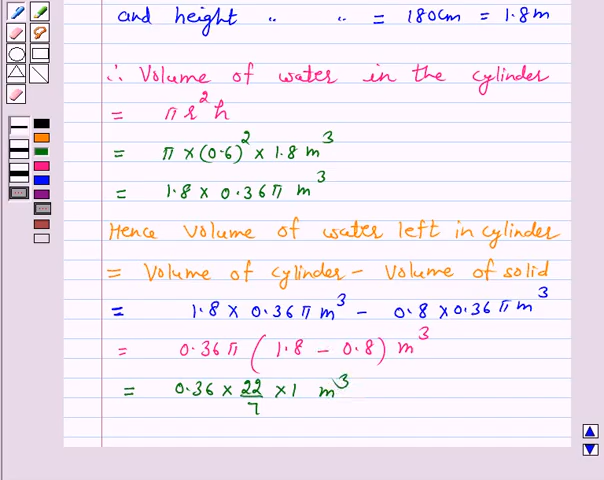 and height " " = 180cm = 1.8m
∴ Volume of water in the cylinder
= πr²h
= π × (0.6)² × 1.8 m³
= 1.8 × 0.36π m³
Hence Volume of water left in cylinder
= Volume of cylinder - Volume of solid
= 1.8 × 0.36π m³ - 0.8 × 0.36π m³
= 0.36π (1.8 - 0.8) m³
= 0.36 × 22/7 × 1 m³